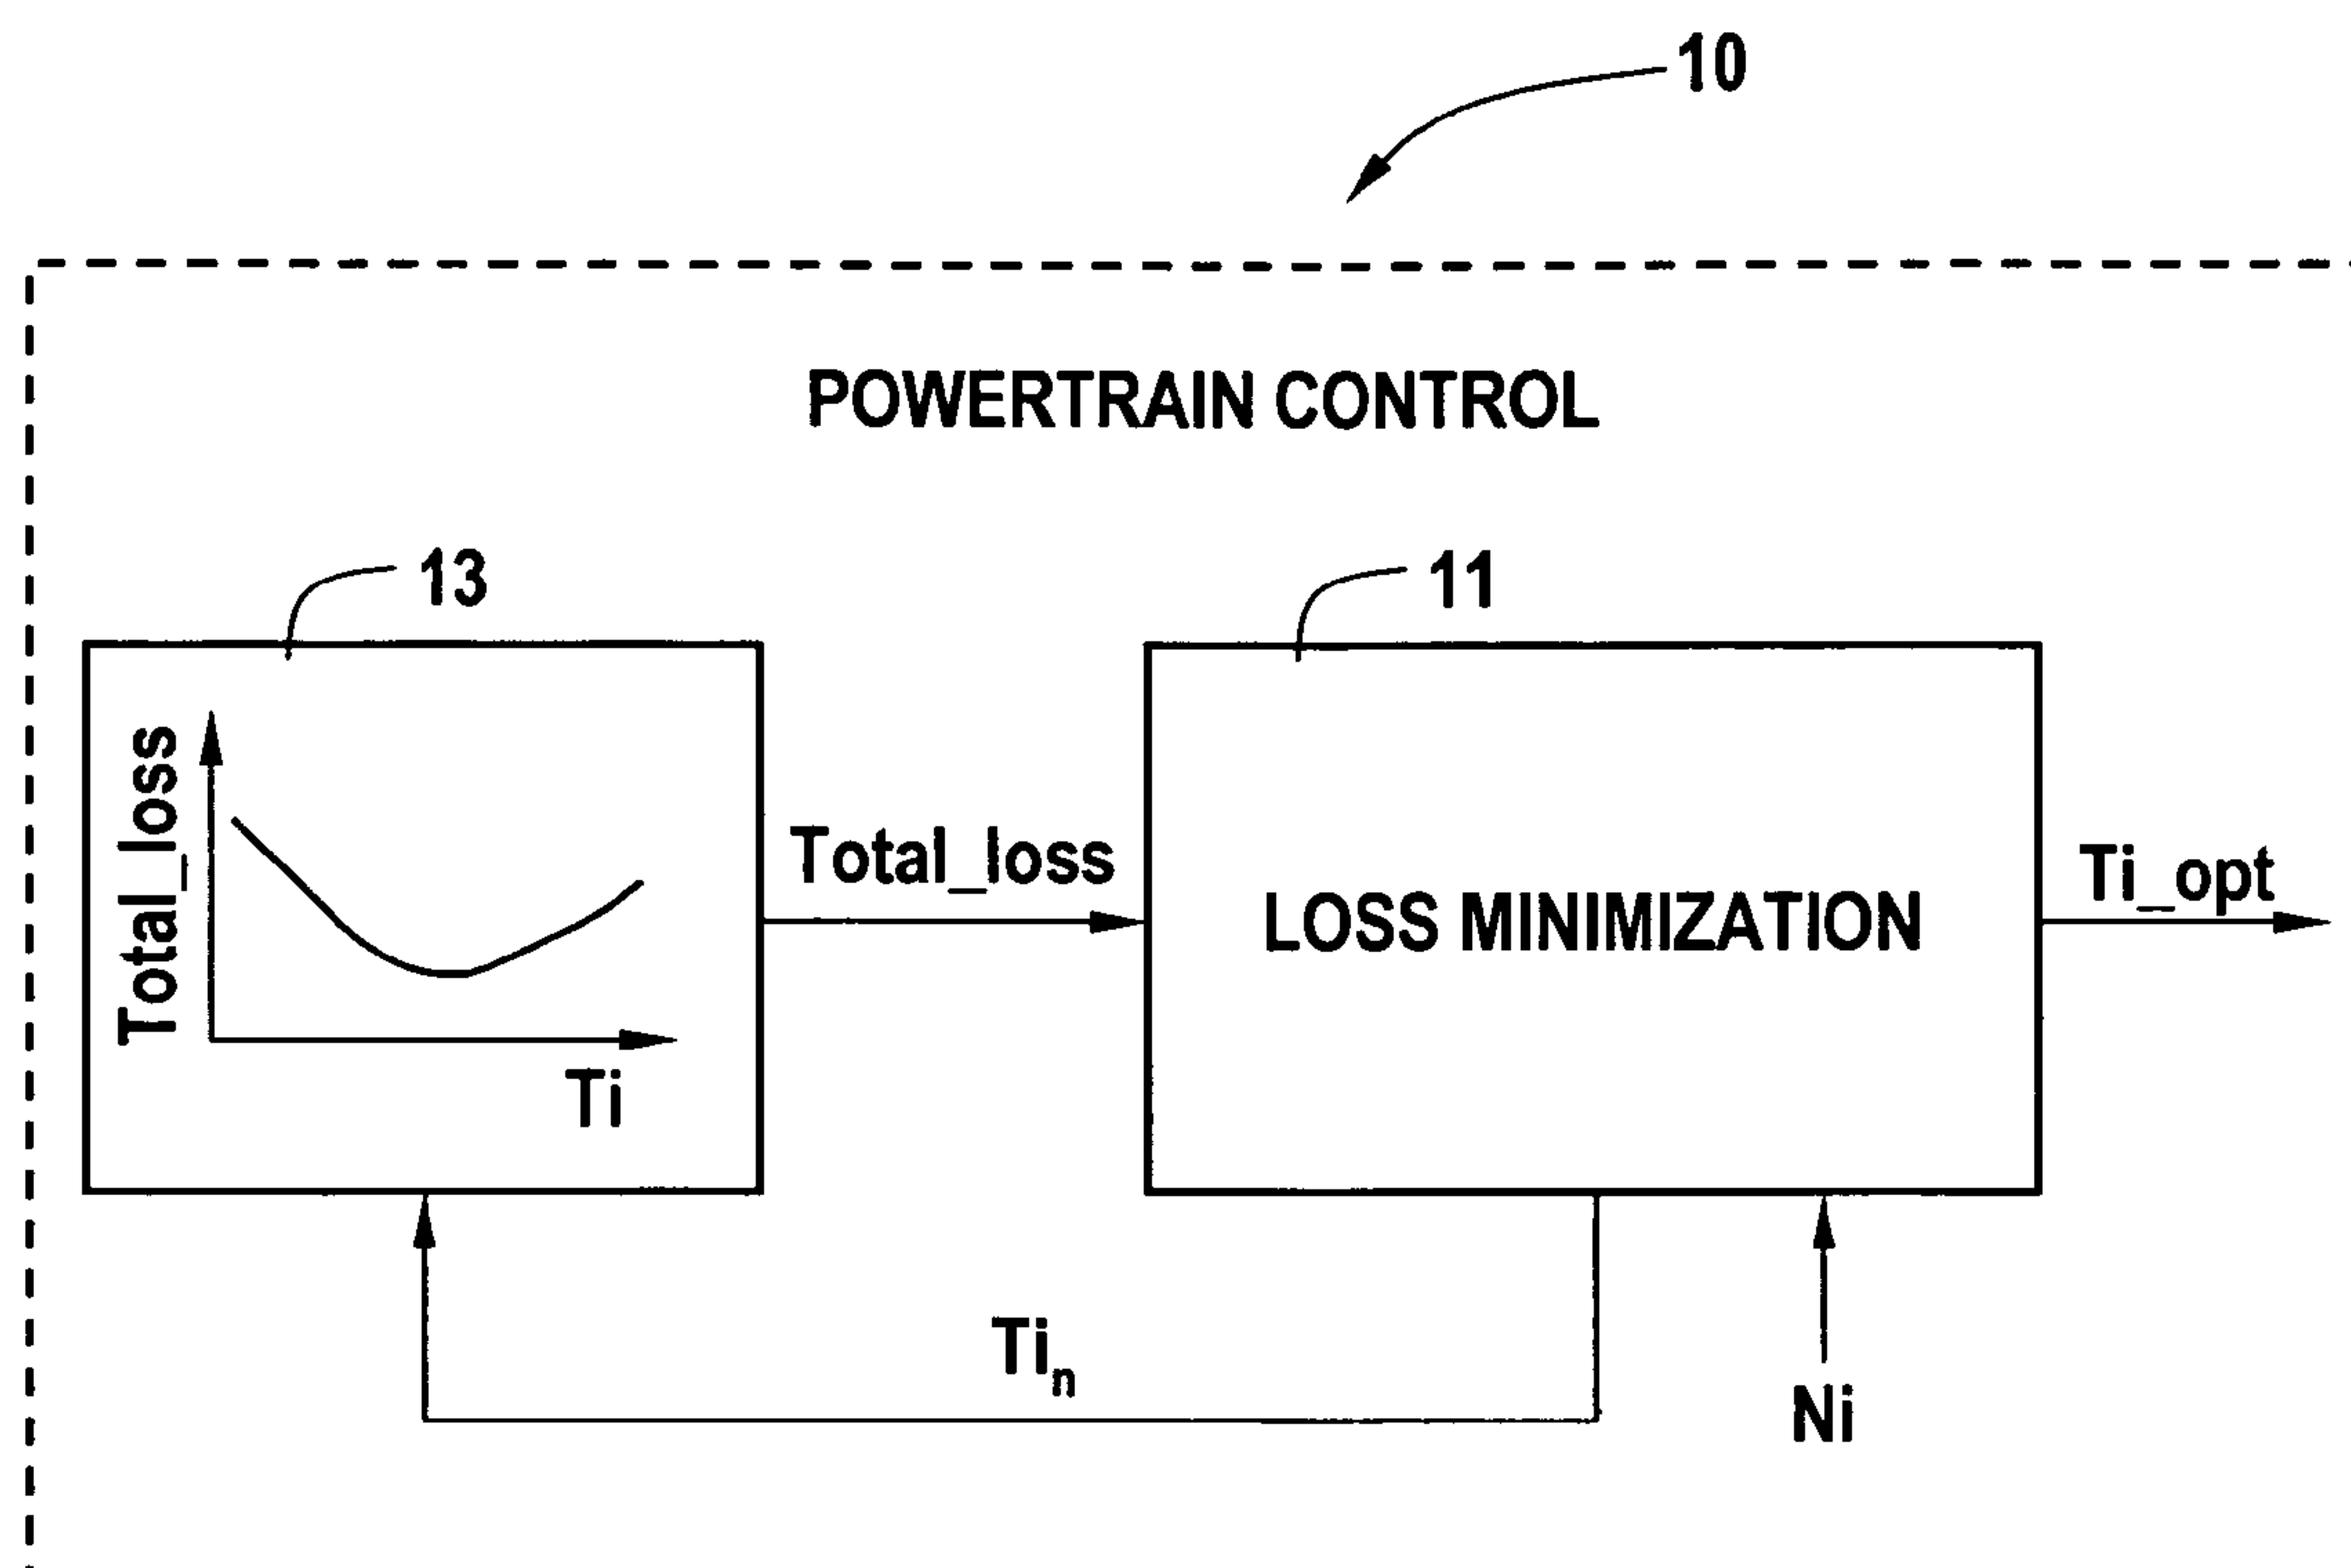 10
POWERTRAIN CONTROL
13
11
Total_loss
Ti
Total_loss
LOSS MINIMIZATION
Ti_opt
Tin
Ni